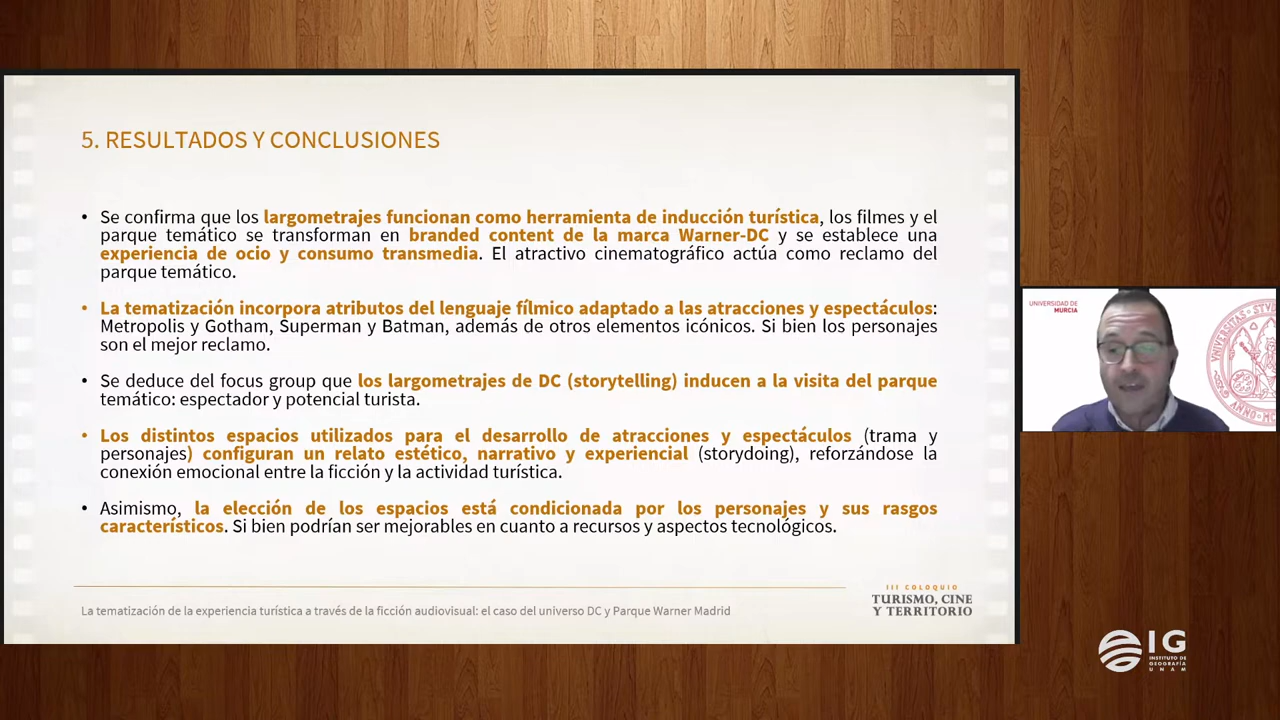 5. RESULTADOS Y CONCLUSIONES
• Se confirma que los largometrajes funcionan como herramienta de inducción turística, los filmes y el
parque temático se transforman en branded content de la marca Warner-DC y se establece una
experiencia de ocio y consumo transmedia. El atractivo cinematográfico actúa como reclamo del
parque temático.
• La tematización incorpora atributos del lenguaje fílmico adaptado a las atracciones y espectáculos:
Metropolis y Gotham, Superman y Batman, además de otros elementos icónicos. Si bien los personajes
son el mejor reclamo.
• Se deduce del focus group que los largometrajes de DC (storytelling) inducen a la visita del parque
temático: espectador y potencial turista.
• Los distintos espacios utilizados para el desarrollo de atracciones y espectáculos (trama y
personajes) configuran un relato estético, narrativo y experiencial (storydoing), reforzándose la
conexión emocional entre la ficción y la actividad turística.
• Asimismo, la elección de los espacios está condicionada por los personajes y sus rasgos
característicos. Si bien podrían ser mejorables en cuanto a recursos y aspectos tecnológicos.
La tematización de la experiencia turística a través de la ficción audiovisual: el caso del universo DC y Parque Warner Madrid
III COLOQUIO
TURISMO, CINE
Y TERRITORIO
UNIVERSIDAD DE
MURCIA
IG
INSTITUTO DE
GEOGRAFÍA
UNAM